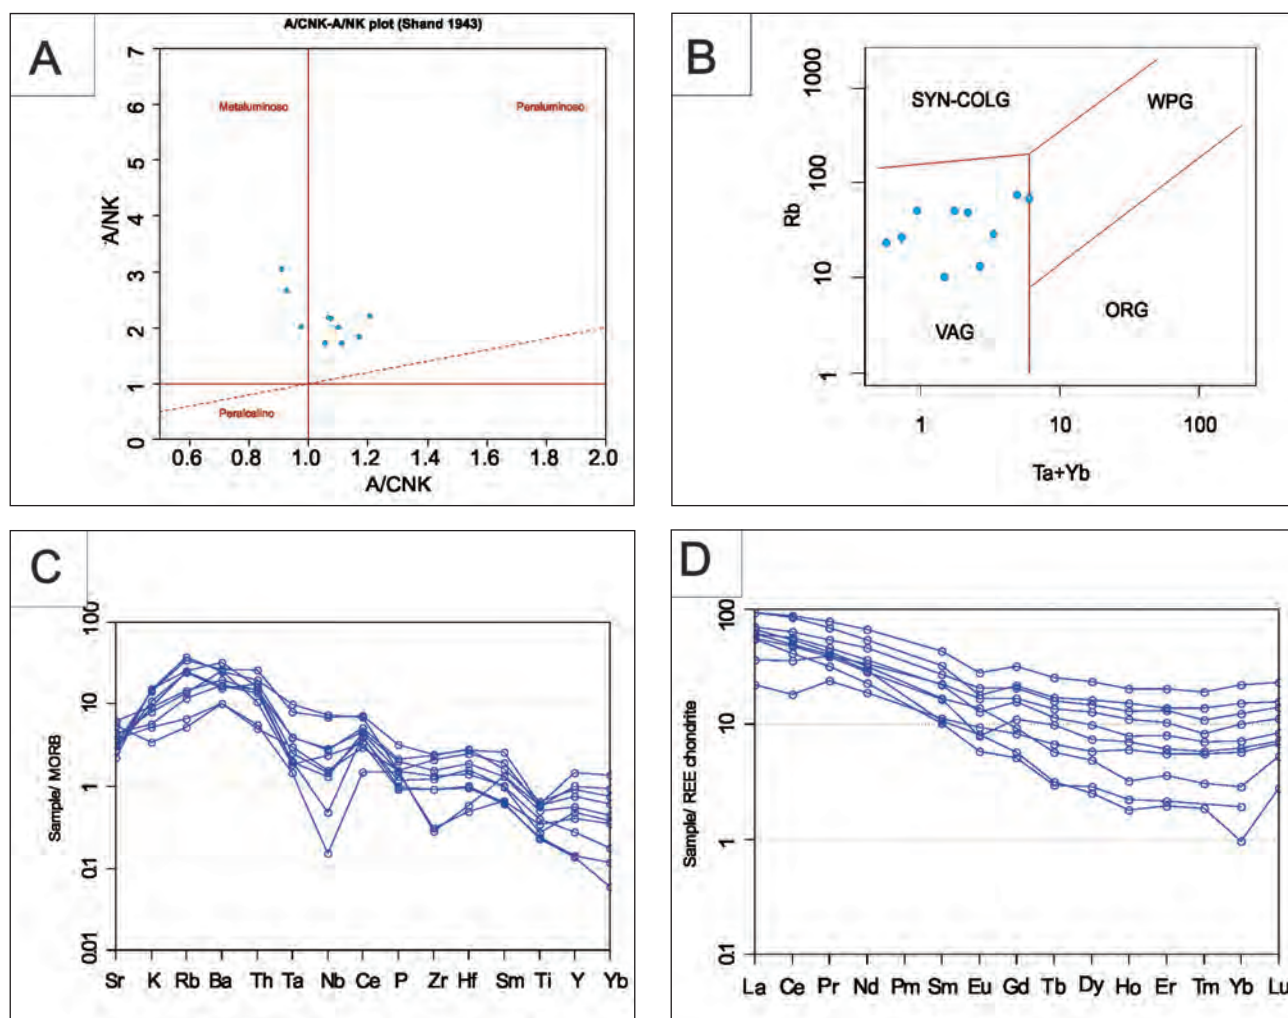 A
A/CNK-A/NK plot (Shand 1943)
7
6
5
4
3
2
1
0
A/NK
Metaluminoso
Peraluminoso
Peralcalino
0.6 0.8 1.0 1.2 1.4 1.6 1.8 2.0
A/CNK
B
1000
100
10
1
Rb
SYN-COLG
WPG
VAG
ORG
1 10 100
Ta+Yb
C
100
10
1
0.1
0.01
Sample/ MORB
Sr K Rb Ba Th Ta Nb Ce P Zr Hf Sm Ti Y Yb
D
100
10
1
0.1
Sample/ REE chondrite
La Ce Pr Nd Pm Sm Eu Gd Tb Dy Ho Er Tm Yb Lu